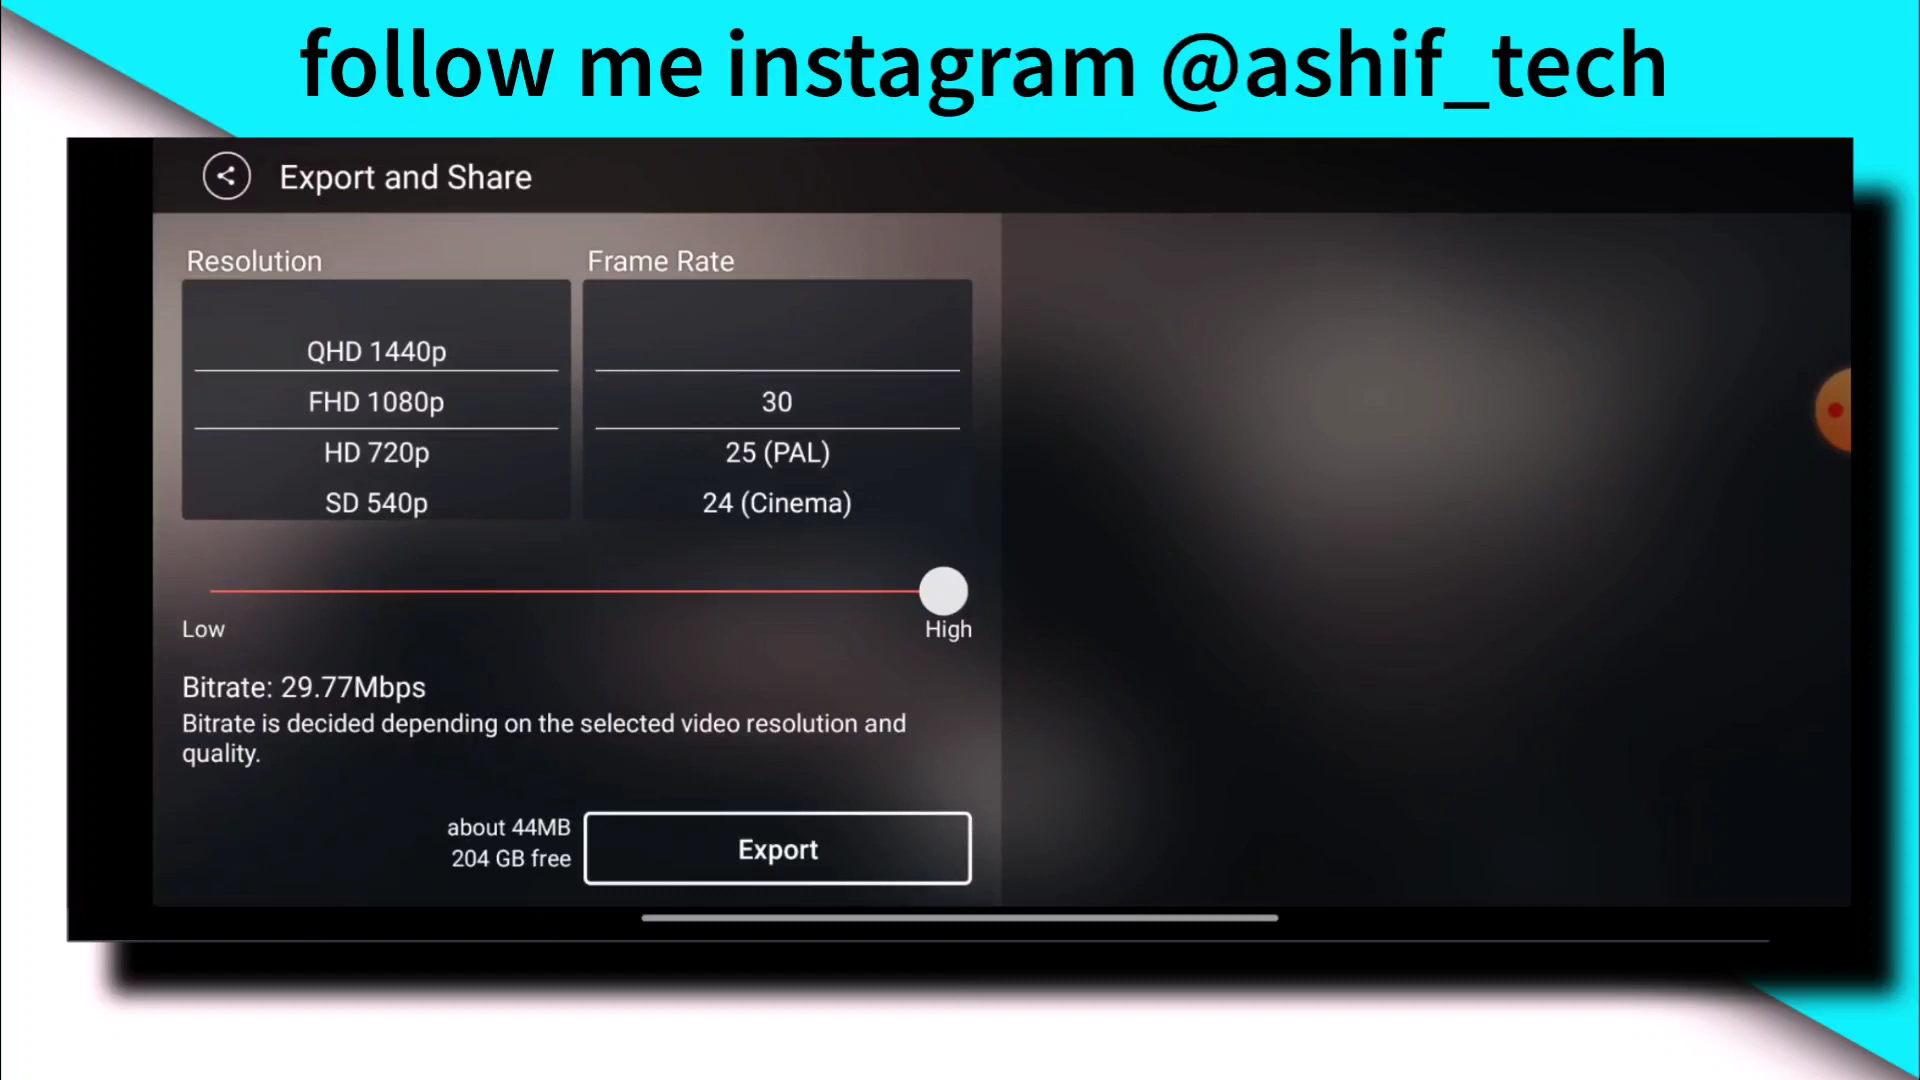 follow me instagram @ashif_tech
Export and Share
Resolution
Frame Rate
QHD 1440p
FHD 1080p
HD 720p
SD 540p
30
25 (PAL)
24 (Cinema)
Low
High
Bitrate: 29.77Mbps
Bitrate is decided depending on the selected video resolution and
quality.
about 44MB
204 GB free
Export